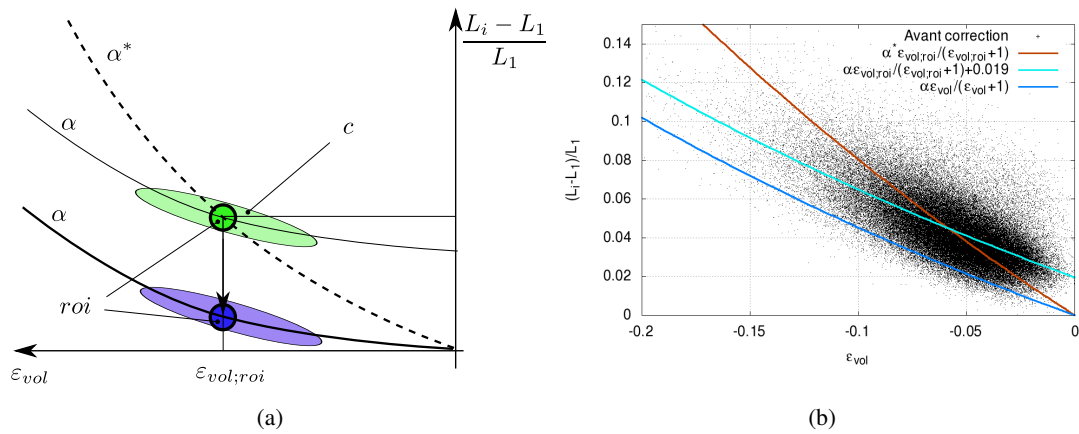 α*
L_i − L_1
L_1
α
c
α
roi
ε_vol
ε_vol;roi
(a)
Avant correction
α*ε_vol;roi/(ε_vol;roi+1)
αε_vol;roi/(ε_vol;roi+1)+0.019
αε_vol/(ε_vol+1)
0.14
0.12
0.1
0.08
0.06
0.04
0.02
0
(L_i-L_1)/L_1
-0.2
-0.15
-0.1
-0.05
0
ε_vol
(b)